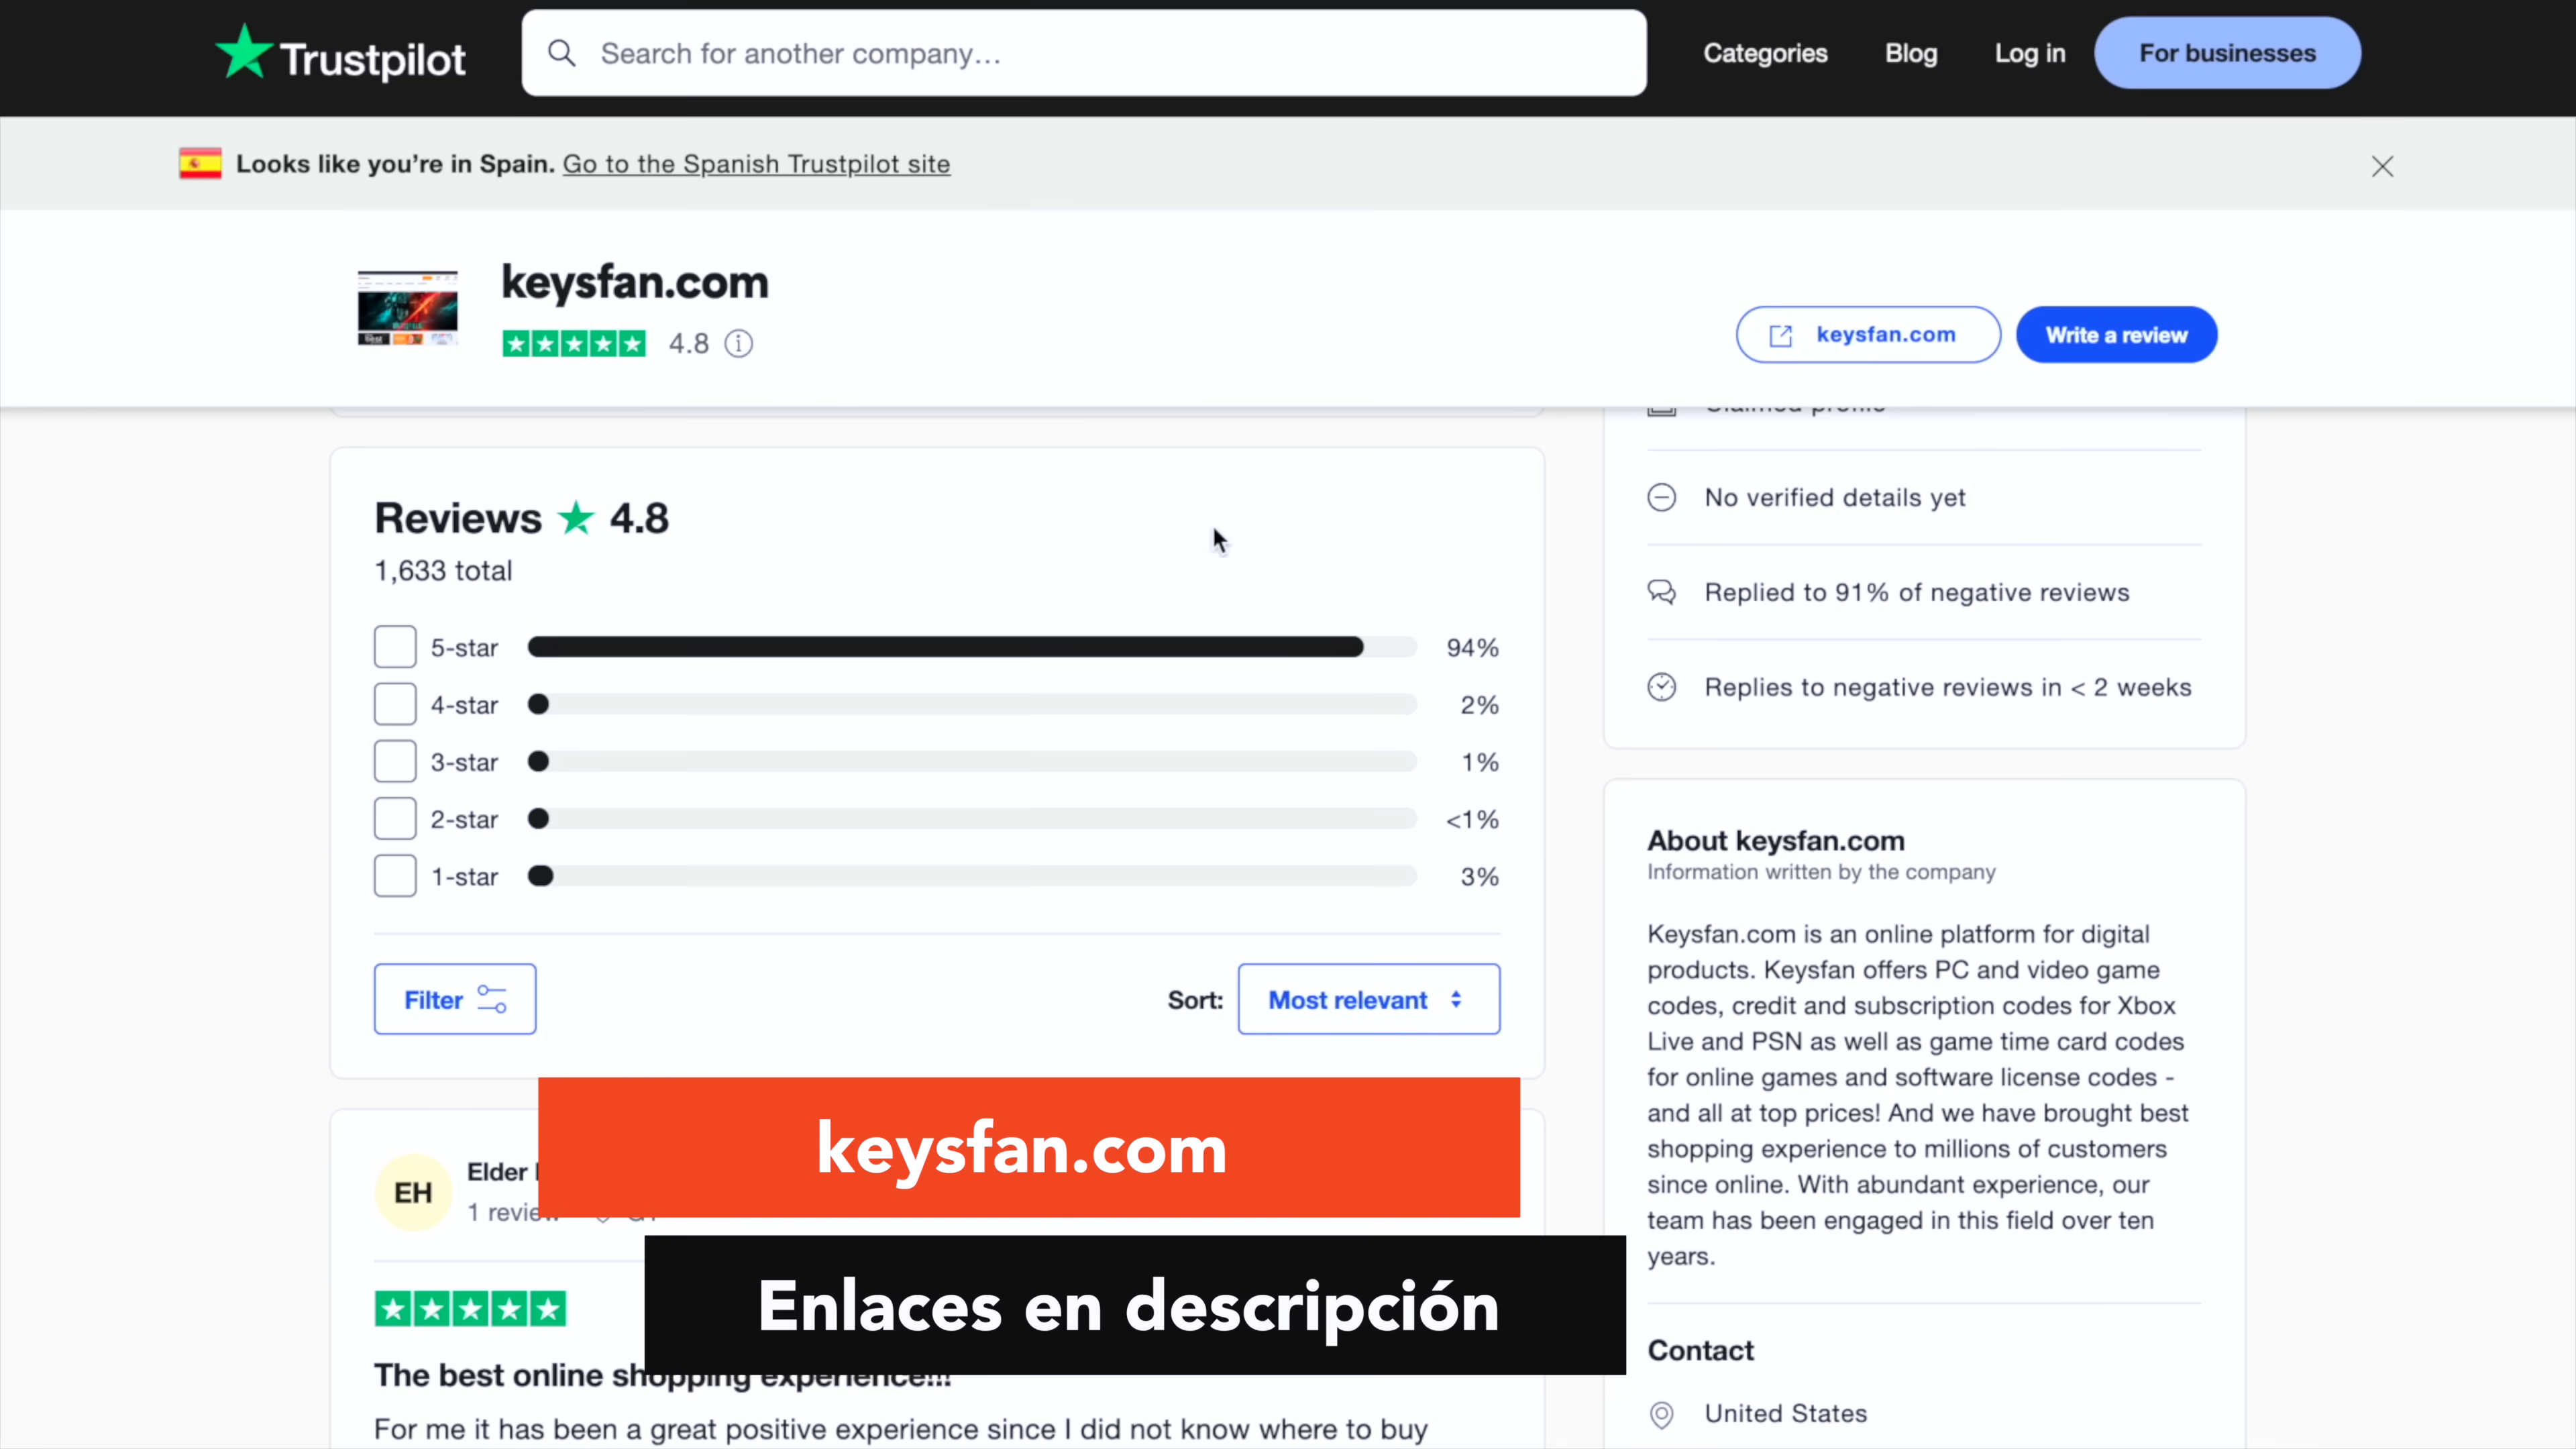 Trustpilot
Search for another company…
Categories
Blog
Log in
For businesses
Looks like you're in Spain. Go to the Spanish Trustpilot site
keysfan.com
4.8
keysfan.com
Write a review
Claimed profile
Reviews 4.8
1,633 total
5-star 94%
4-star 2%
3-star 1%
2-star <1%
1-star 3%
Filter
Sort: Most relevant
No verified details yet
Replied to 91% of negative reviews
Replies to negative reviews in < 2 weeks
About keysfan.com
Information written by the company
Keysfan.com is an online platform for digital
products. Keysfan offers PC and video game
codes, credit and subscription codes for Xbox
Live and PSN as well as game time card codes
for online games and software license codes -
and all at top prices! And we have brought best
shopping experience to millions of customers
since online. With abundant experience, our
team has been engaged in this field over ten
years.
Contact
United States
EH
Elder
1 review
keysfan.com
Enlaces en descripción
The best online shopping experience!!!
For me it has been a great positive experience since I did not know where to buy